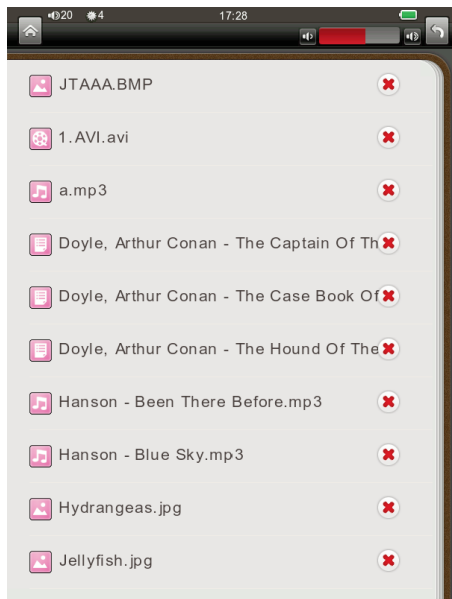 20 4 17:28
JTAAA.BMP
1.AVI.avi
a.mp3
Doyle, Arthur Conan - The Captain Of Th
Doyle, Arthur Conan - The Case Book Of
Doyle, Arthur Conan - The Hound Of The
Hanson - Been There Before.mp3
Hanson - Blue Sky.mp3
Hydrangeas.jpg
Jellyfish.jpg